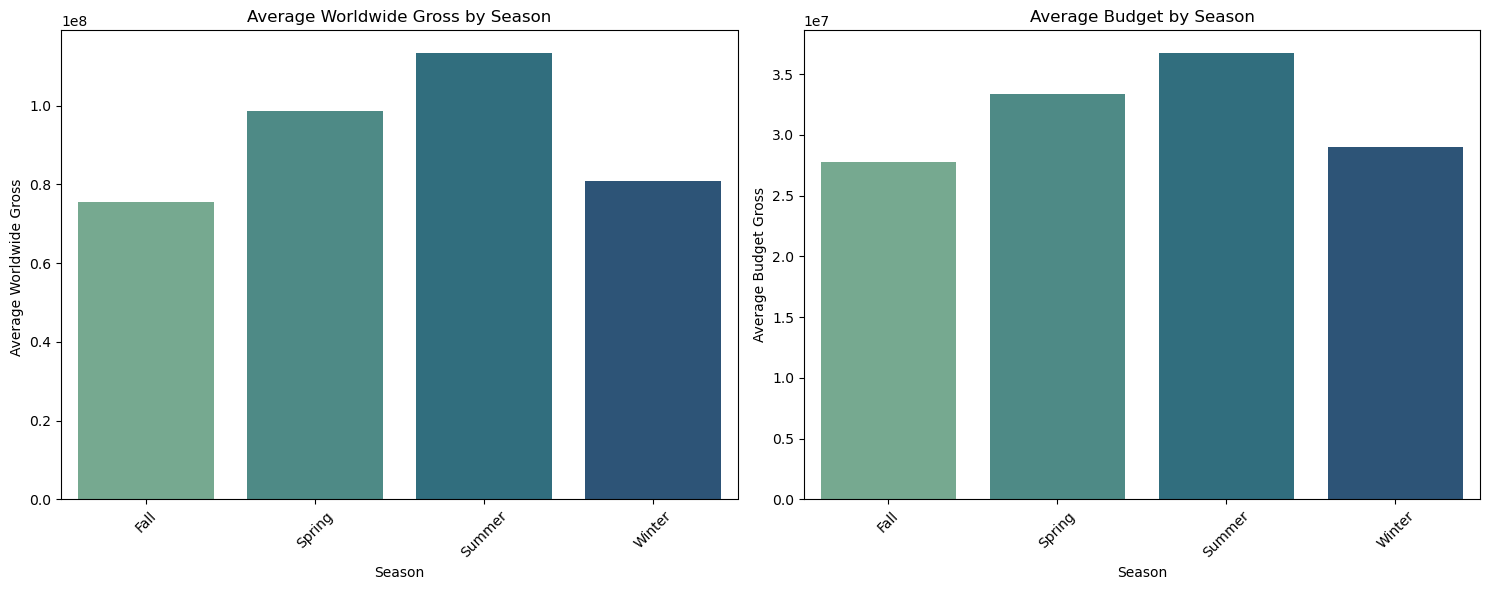 Average Worldwide Gross by Season
1e8
Average Worldwide Gross
1.0
0.8
0.6
0.4
0.2
0.0
Fall
Spring
Summer
Winter
Season
Average Budget by Season
1e7
Average Budget Gross
3.5
3.0
2.5
2.0
1.5
1.0
0.5
0.0
Fall
Spring
Summer
Winter
Season